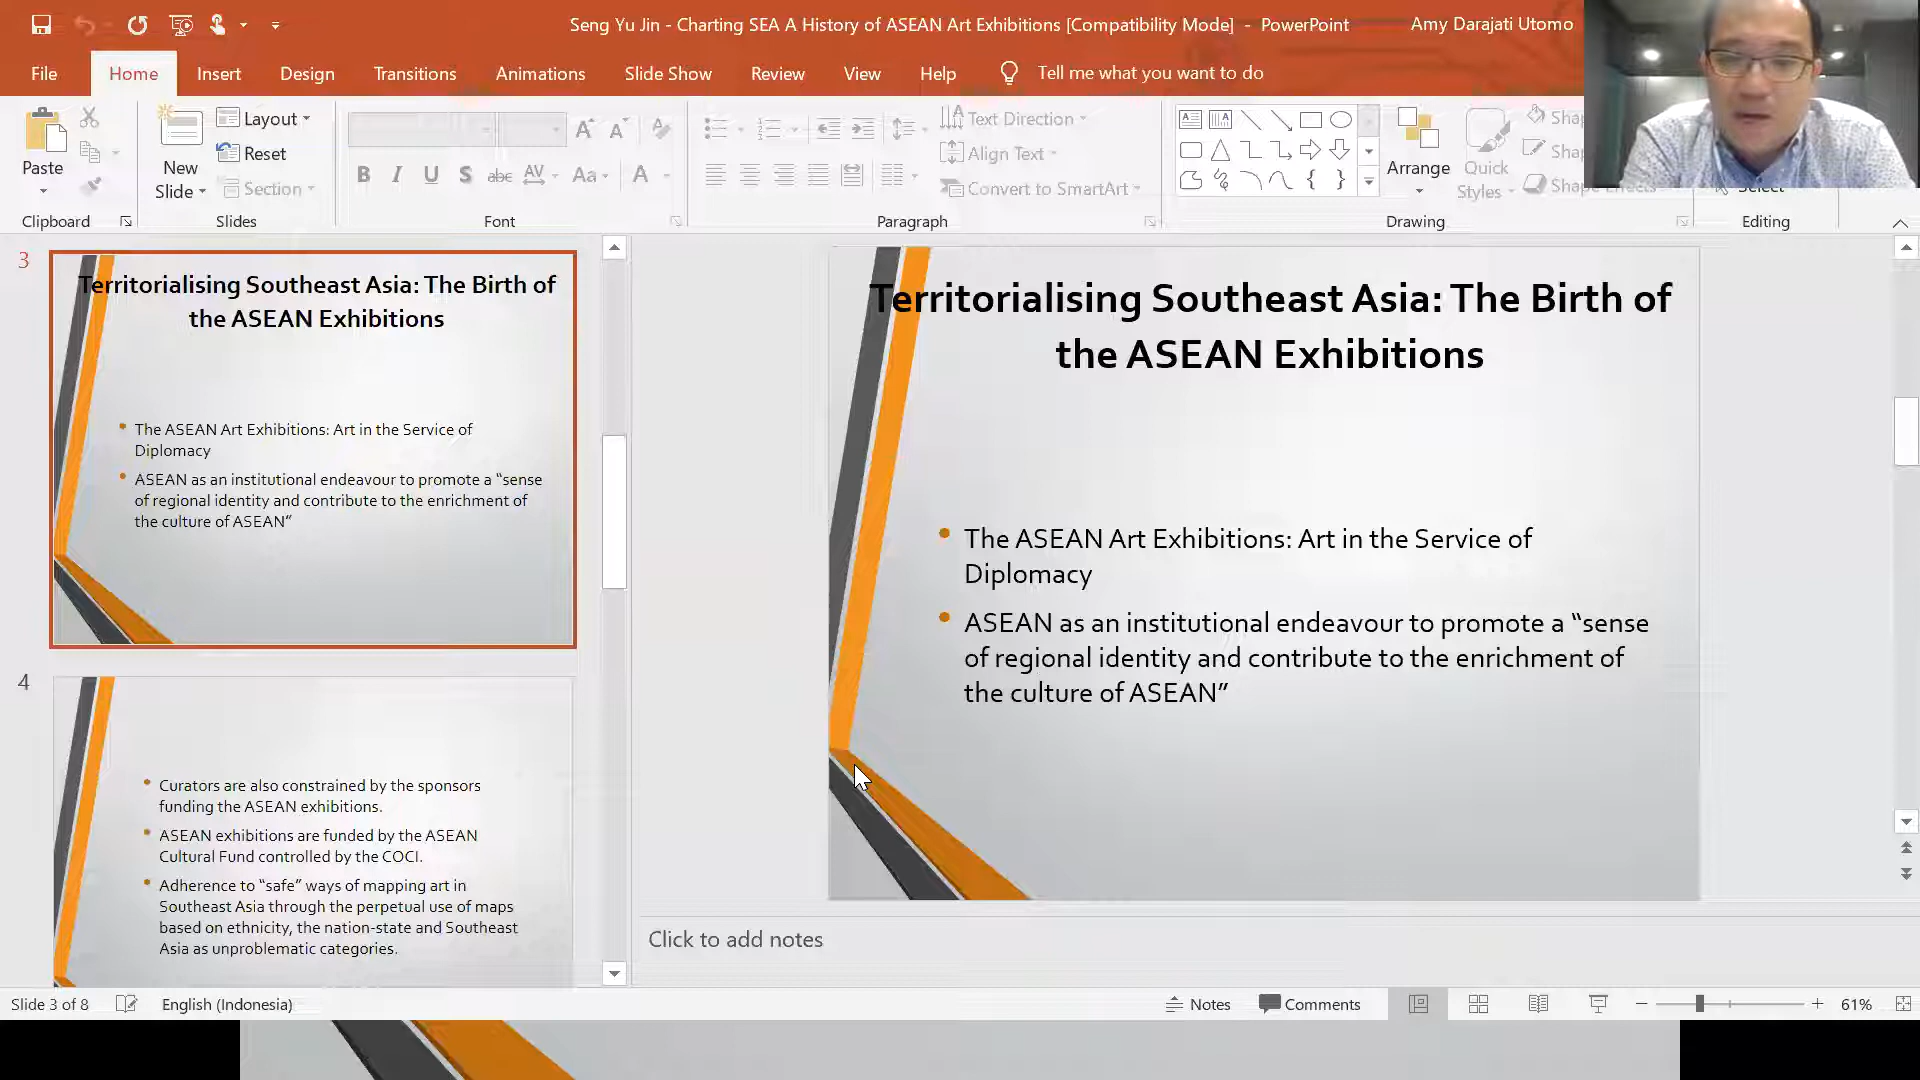 Seng Yu Jin - Charting SEA A History of ASEAN Art Exhibitions [Compatibility Mode] - PowerPoint
Amy Darajati Utomo
File Home Insert Design Transitions Animations Slide Show Review View Help Tell me what you want to do
Paste
Clipboard
New
Slide
Layout
Reset
Section
Slides
B I U S abc AV Aa A
Font
Text Direction
Align Text
Convert to SmartArt
Paragraph
Arrange
Quick
Styles
Shape Effects
Drawing
Select
Editing
3
Territorialising Southeast Asia: The Birth of
the ASEAN Exhibitions
• The ASEAN Art Exhibitions: Art in the Service of
Diplomacy
• ASEAN as an institutional endeavour to promote a “sense
of regional identity and contribute to the enrichment of
the culture of ASEAN”
4
• Curators are also constrained by the sponsors
funding the ASEAN exhibitions.
• ASEAN exhibitions are funded by the ASEAN
Cultural Fund controlled by the COCI.
• Adherence to “safe” ways of mapping art in
Southeast Asia through the perpetual use of maps
based on ethnicity, the nation-state and Southeast
Asia as unproblematic categories.
Territorialising Southeast Asia: The Birth of
the ASEAN Exhibitions
• The ASEAN Art Exhibitions: Art in the Service of
Diplomacy
• ASEAN as an institutional endeavour to promote a “sense
of regional identity and contribute to the enrichment of
the culture of ASEAN”
Click to add notes
Slide 3 of 8 English (Indonesia) Notes Comments 61%